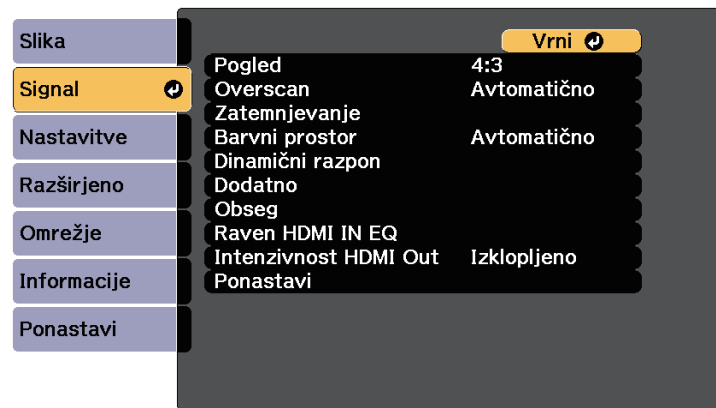 Slika
Signal
Nastavitve
Razširjeno
Omrežje
Informacije
Ponastavi
Vrni
Pogled 4:3
Overscan Avtomatično
Zatemnjevanje
Barvni prostor Avtomatično
Dinamični razpon
Dodatno
Obseg
Raven HDMI IN EQ
Intenzivnost HDMI Out Izklopljeno
Ponastavi